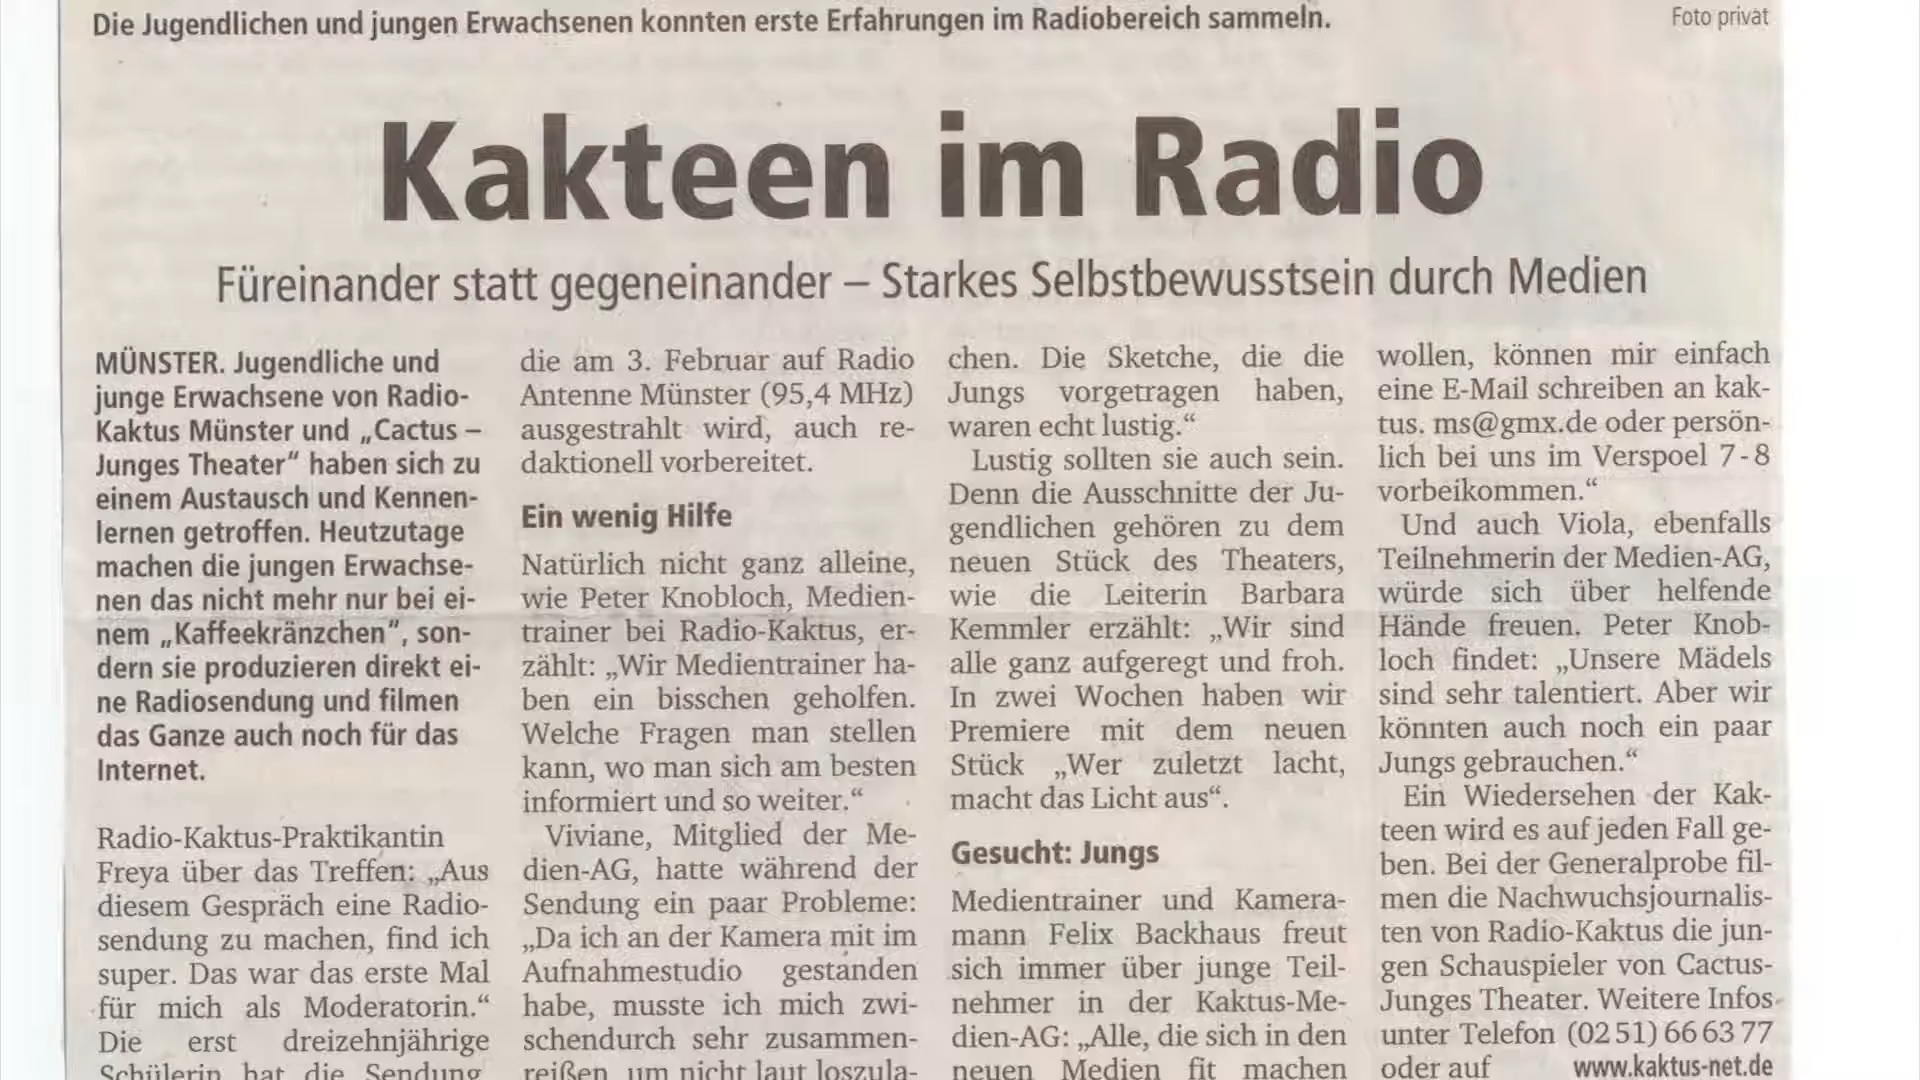 Die Jugendlichen und jungen Erwachsenen konnten erste Erfahrungen im Radiobereich sammeln.
Foto privat
Kakteen im Radio
Füreinander statt gegeneinander – Starkes Selbstbewusstsein durch Medien
MÜNSTER. Jugendliche und
junge Erwachsene von Radio-
Kaktus Münster und „Cactus –
Junges Theater“ haben sich zu
einem Austausch und Kennen-
lernen getroffen. Heutzutage
machen die jungen Erwachse-
nen das nicht mehr nur bei ei-
nem „Kaffeekränzchen“, son-
dern sie produzieren direkt ei-
ne Radiosendung und filmen
das Ganze auch noch für das
Internet.
Radio-Kaktus-Praktikantin
Freya über das Treffen: „Aus
diesem Gespräch eine Radio-
sendung zu machen, find ich
super. Das war das erste Mal
für mich als Moderatorin.“
Die erst dreizehnjährige
Schülerin hat die Sendung,
die am 3. Februar auf Radio
Antenne Münster (95,4 MHz)
ausgestrahlt wird, auch re-
daktionell vorbereitet.
Ein wenig Hilfe
Natürlich nicht ganz alleine,
wie Peter Knobloch, Medien-
trainer bei Radio-Kaktus, er-
zählt: „Wir Medientrainer ha-
ben ein bisschen geholfen.
Welche Fragen man stellen
kann, wo man sich am besten
informiert und so weiter.“
Viviane, Mitglied der Me-
dien-AG, hatte während der
Sendung ein paar Probleme:
„Da ich an der Kamera mit im
Aufnahmestudio gestanden
habe, musste ich mich zwi-
schendurch sehr zusammen-
reißen, um nicht laut loszula-
chen. Die Sketche, die die
Jungs vorgetragen haben,
waren echt lustig.“
Lustig sollten sie auch sein.
Denn die Ausschnitte der Ju-
gendlichen gehören zu dem
neuen Stück des Theaters,
wie die Leiterin Barbara
Kemmler erzählt: „Wir sind
alle ganz aufgeregt und froh.
In zwei Wochen haben wir
Premiere mit dem neuen
Stück „Wer zuletzt lacht,
macht das Licht aus“.
Gesucht: Jungs
Medientrainer und Kamera-
mann Felix Backhaus freut
sich immer über junge Teil-
nehmer in der Kaktus-Me-
dien-AG: „Alle, die sich in den
neuen Medien fit machen
wollen, können mir einfach
eine E-Mail schreiben an kak-
tus. ms@gmx.de oder persön-
lich bei uns im Verspoel 7-8
vorbeikommen.“
Und auch Viola, ebenfalls
Teilnehmerin der Medien-AG,
würde sich über helfende
Hände freuen. Peter Knob-
loch findet: „Unsere Mädels
sind sehr talentiert. Aber wir
könnten auch noch ein paar
Jungs gebrauchen.“
Ein Wiedersehen der Kak-
teen wird es auf jeden Fall ge-
ben. Bei der Generalprobe fil-
men die Nachwuchsjournalis-
ten von Radio-Kaktus die jun-
gen Schauspieler von Cactus-
Junges Theater. Weitere Infos
unter Telefon (02 51) 66 63 77
oder auf www.kaktus-net.de